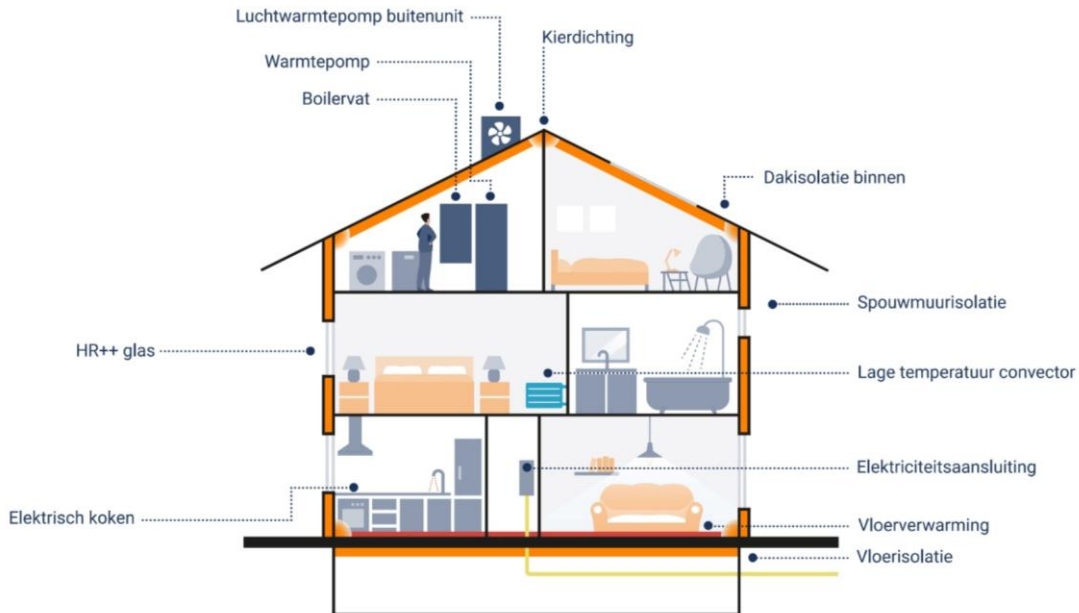 Luchtwarmtepomp buitenunit
Kierdichting
Warmtepomp
Boilervat
Dakisolatie binnen
Spouwmuurisolatie
HR++ glas
Lage temperatuur convector
Elektriciteitsaansluiting
Elektrisch koken
Vloerverwarming
Vloerisolatie